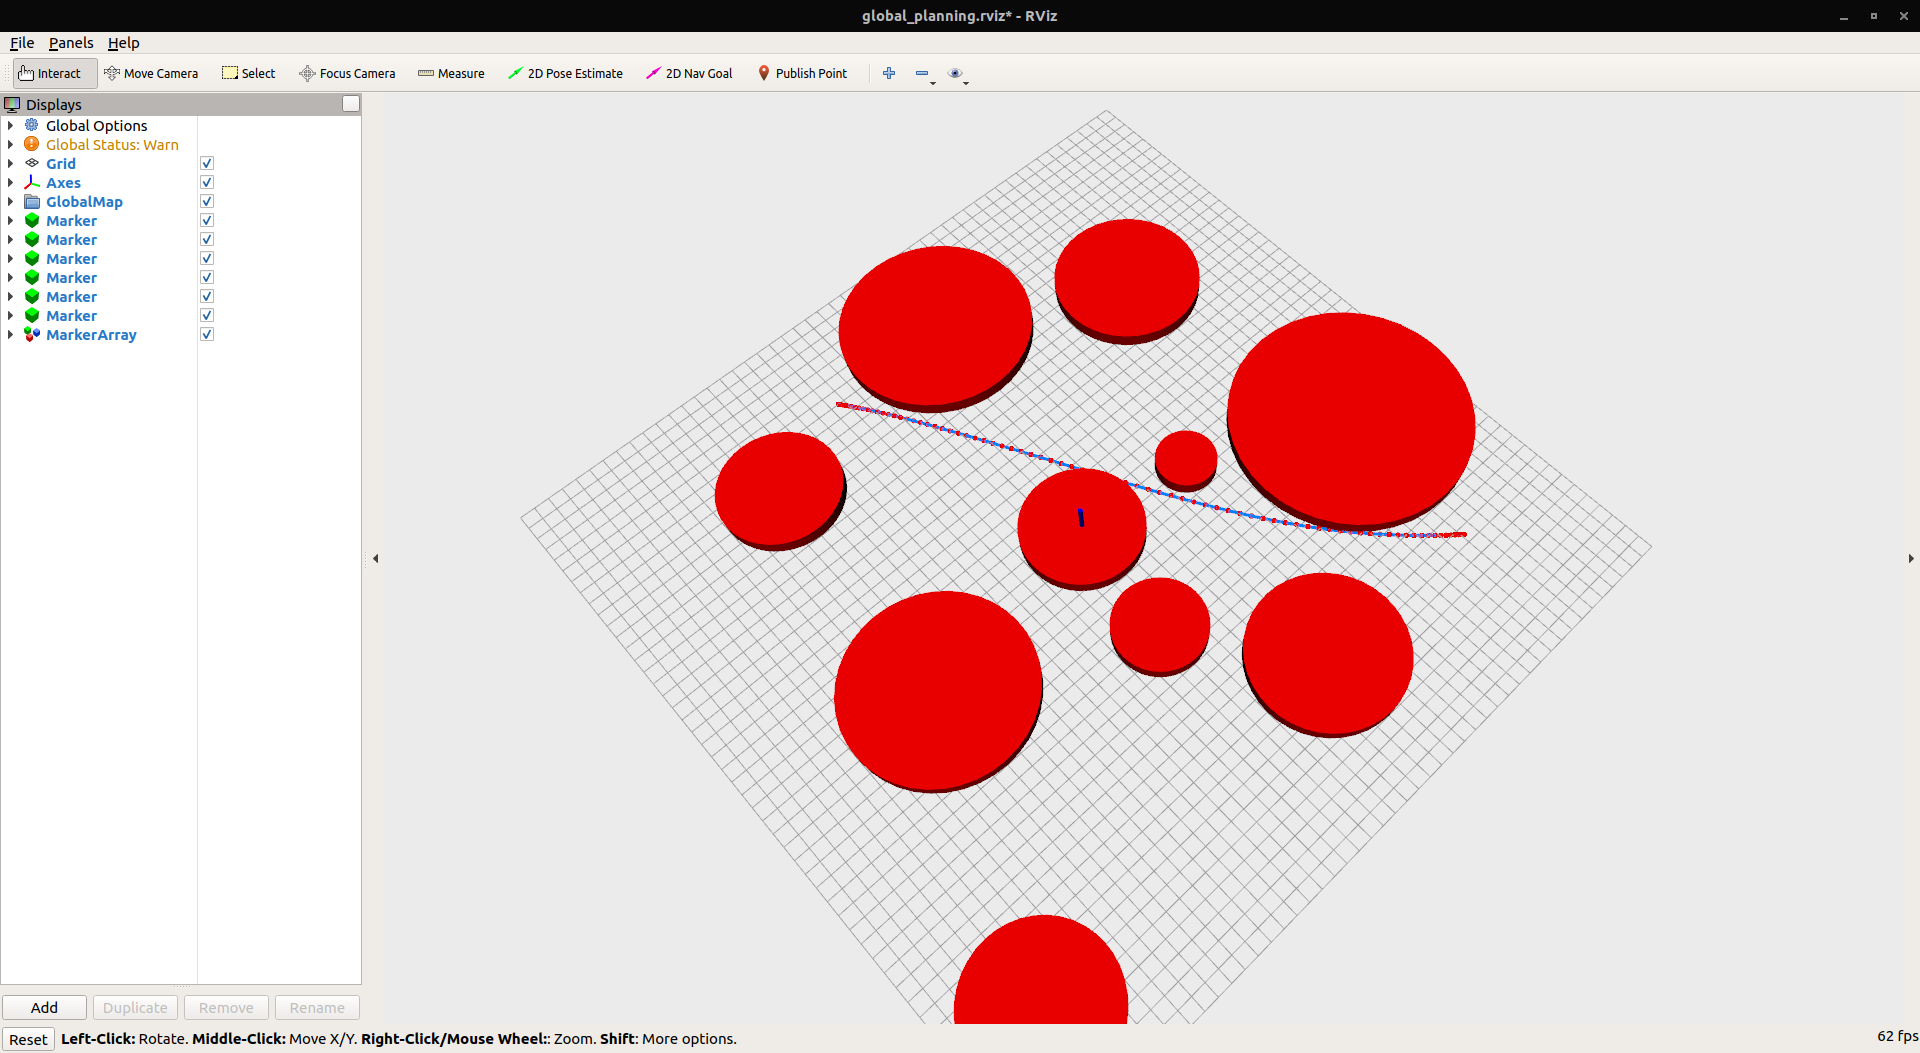 global_planning.rviz* - RViz
File Panels Help
Interact Move Camera Select Focus Camera Measure 2D Pose Estimate 2D Nav Goal Publish Point
Displays
Global Options
Global Status: Warn
Grid
Axes
GlobalMap
Marker
Marker
Marker
Marker
Marker
Marker
MarkerArray
Add Duplicate Remove Rename
Reset Left-Click: Rotate. Middle-Click: Move X/Y. Right-Click/Mouse Wheel:: Zoom. Shift: More options. 62 fps